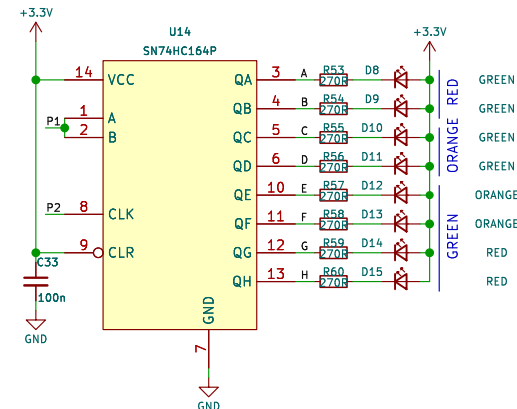 +3.3V
+3.3V
U14
SN74HC164P
14 VCC QA 3 A R53 270R D8 GREEN
1 A QB 4 B R54 270R D9 GREEN
P1
2 B QC 5 C R55 270R D10 GREEN
QD 6 D R56 270R D11 GREEN
QE 10 E R57 270R D12 ORANGE
P2 8 CLK QF 11 F R58 270R D13 ORANGE
9 CLR QG 12 G R59 270R D14 RED
QH 13 H R60 270R D15 RED
RED
ORANGE
GREEN
C33
100n
GND
GND
7
GND